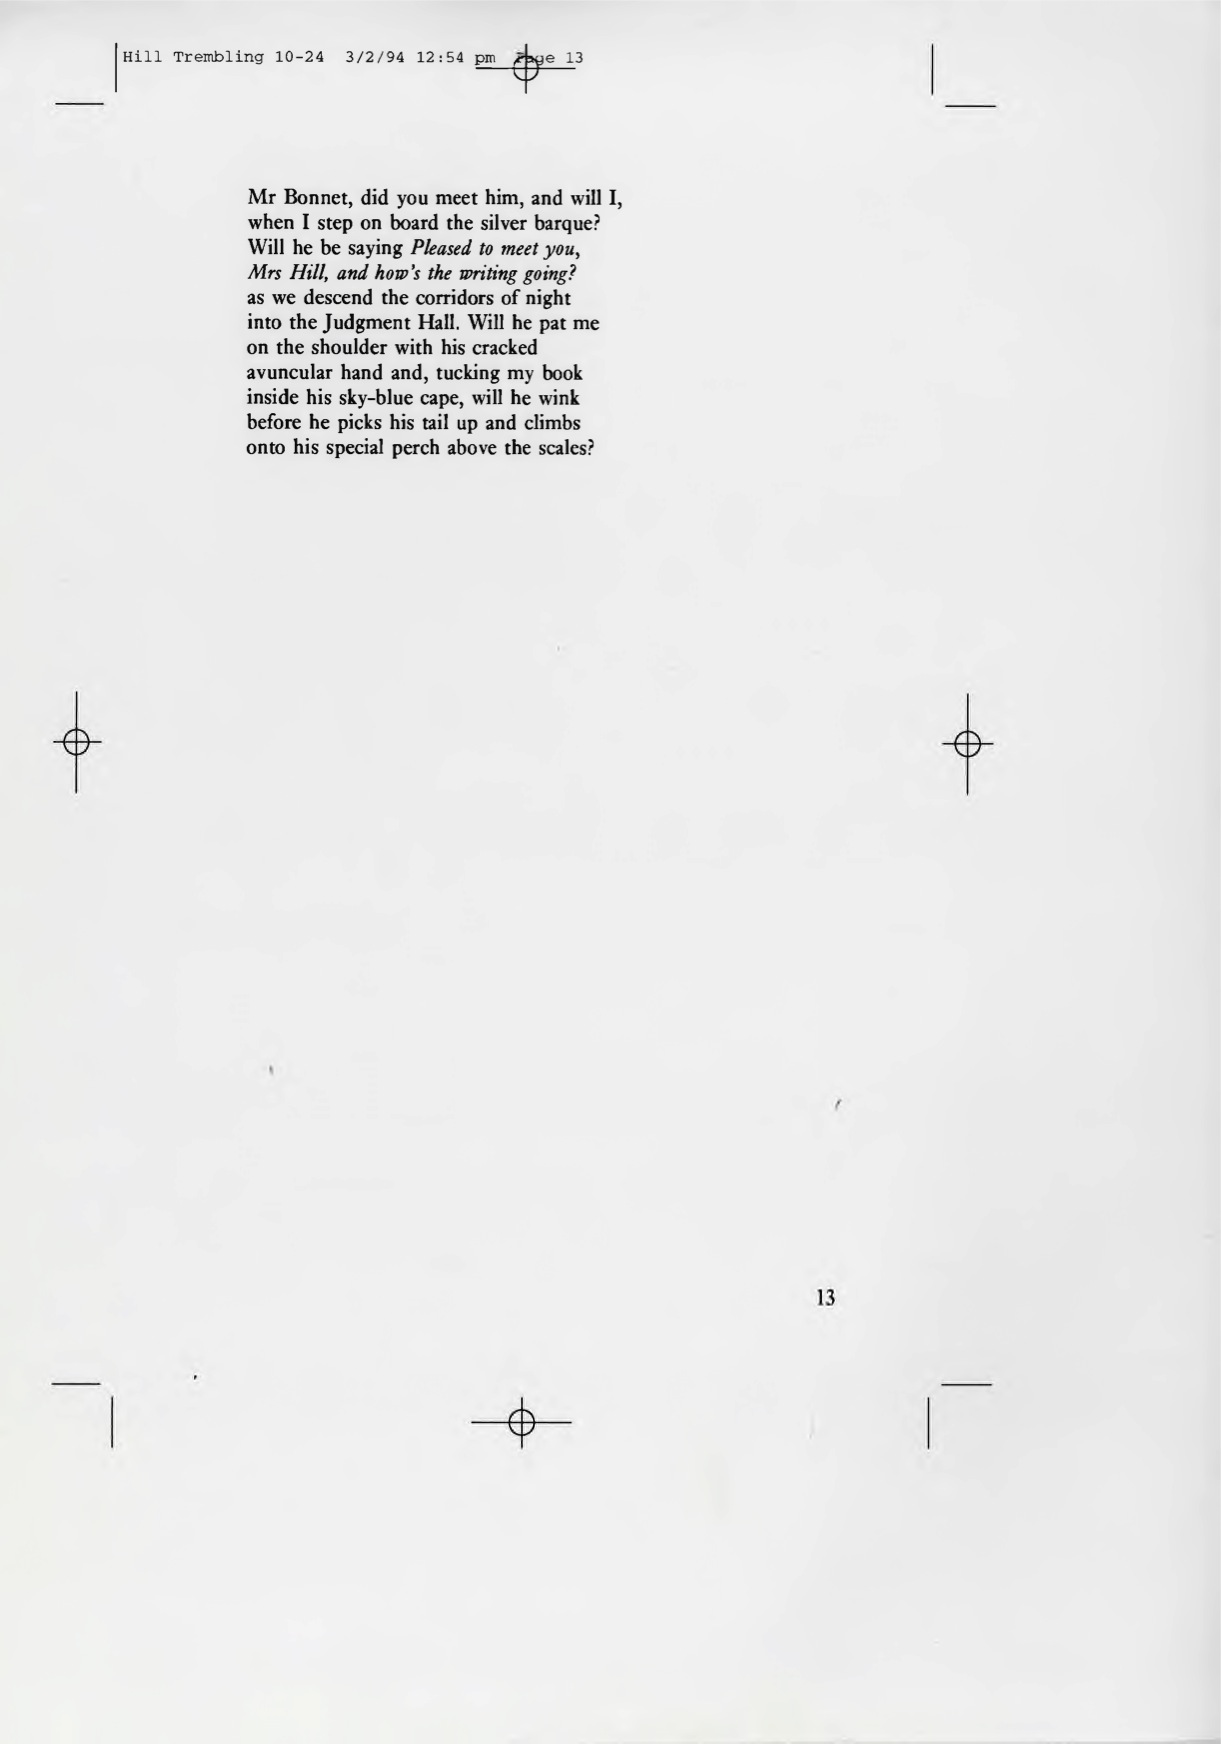 Hill Trembling 10-24 3/2/94 12:54 pm Page 13
Mr Bonnet, did you meet him, and will I,
when I step on board the silver barque?
Will he be saying Pleased to meet you,
Mrs Hill, and how's the writing going?
as we descend the corridors of night
into the Judgment Hall. Will he pat me
on the shoulder with his cracked
avuncular hand and, tucking my book
inside his sky-blue cape, will he wink
before he picks his tail up and climbs
onto his special perch above the scales?
13